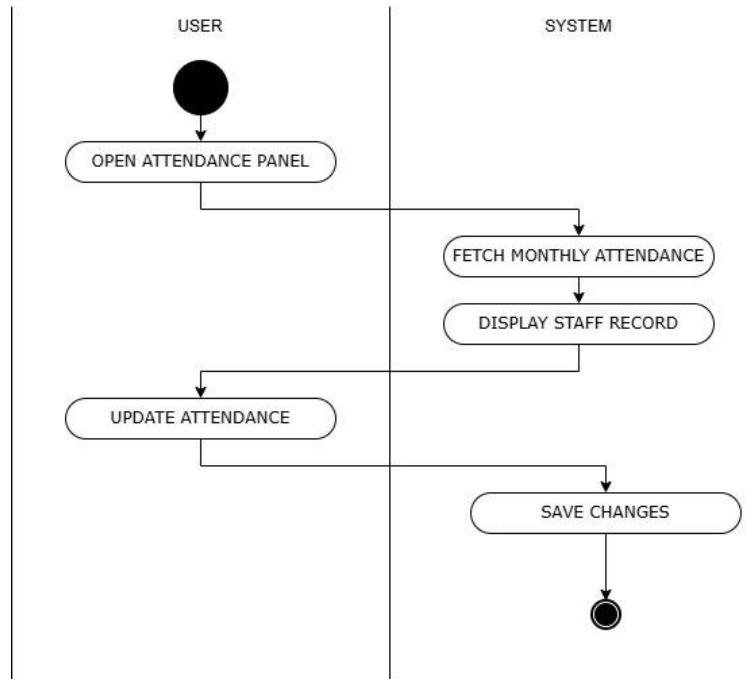 USER
SYSTEM
OPEN ATTENDANCE PANEL
FETCH MONTHLY ATTENDANCE
DISPLAY STAFF RECORD
UPDATE ATTENDANCE
SAVE CHANGES